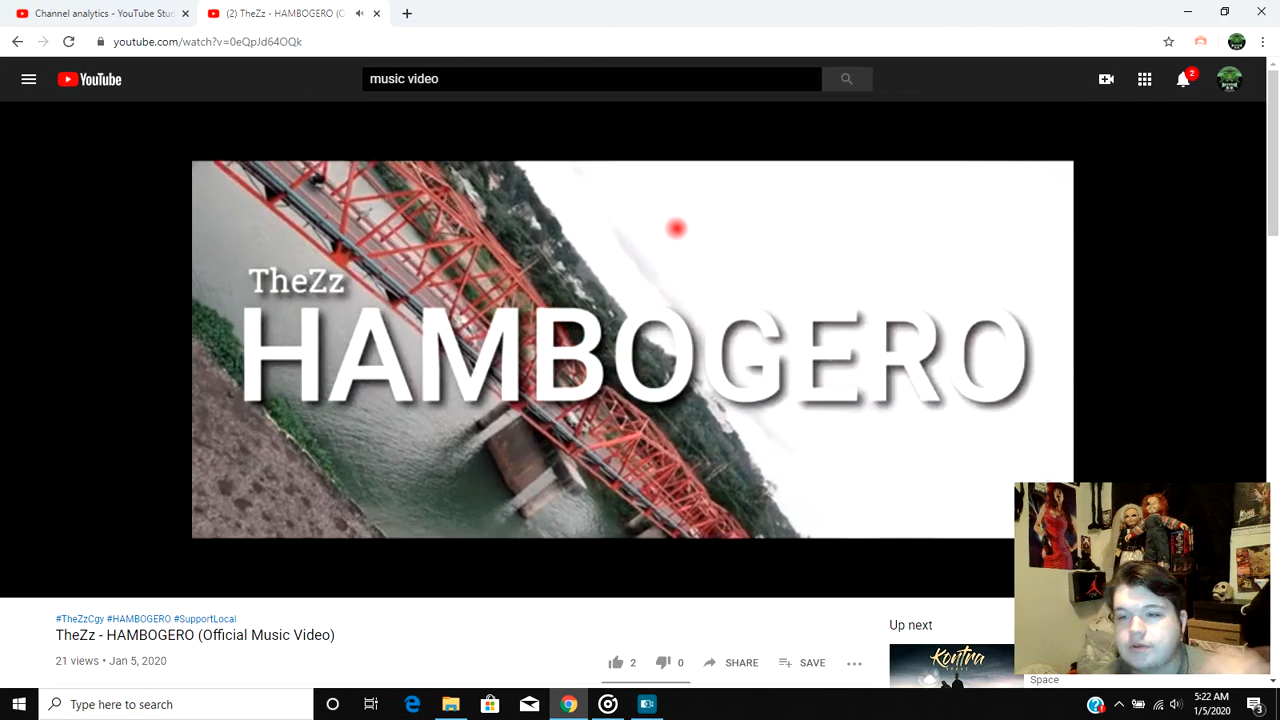 Channel analytics - YouTube Stud
(2) TheZz - HAMBOGERO (O
youtube.com/watch?v=0eQpJd64OQk
YouTube
music video
2
TheZz
HAMBOGERO
#TheZzCgy #HAMBOGERO #SupportLocal
TheZz - HAMBOGERO (Official Music Video)
21 views • Jan 5, 2020
2
0
SHARE
SAVE
Up next
Kontra
Space
Type here to search
5:22 AM
1/5/2020
3